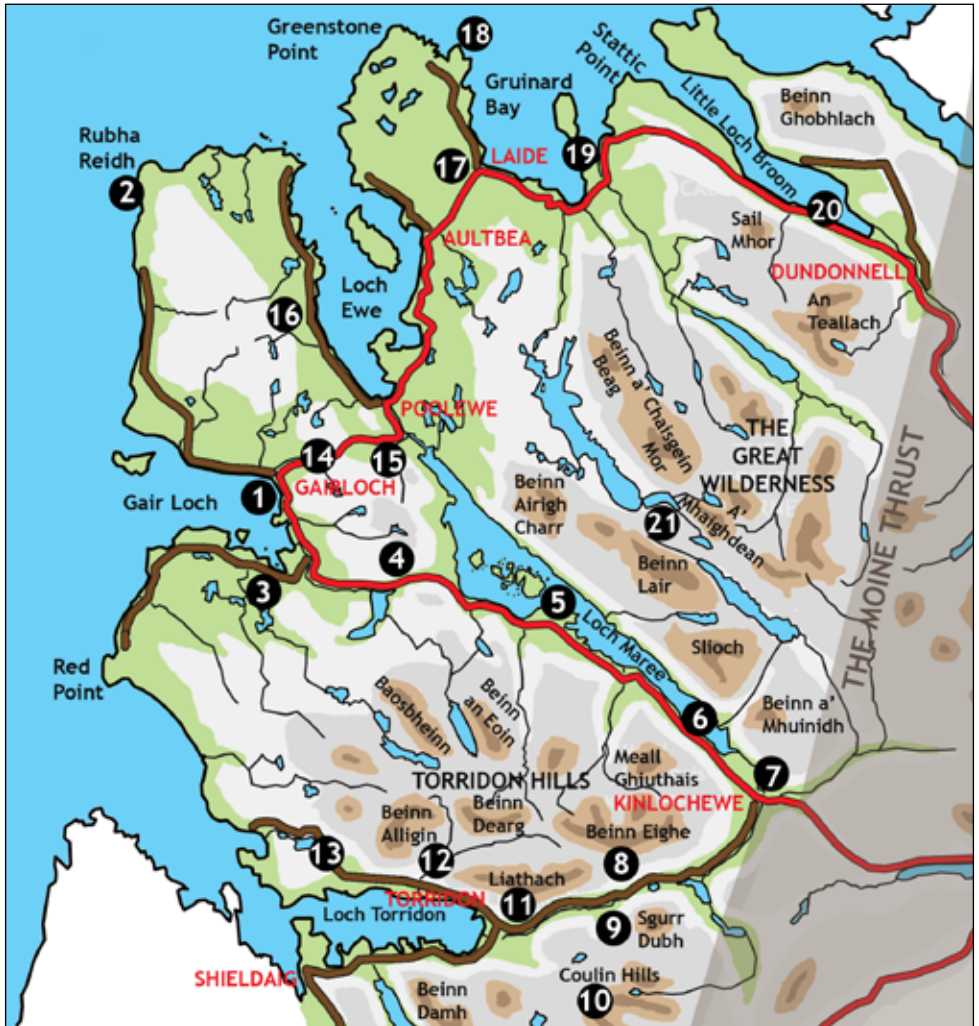 Greenstone
Point
18
Stattic
Point
Gruinard
Bay
Little Loch Broom
Beinn
Ghobhlach
Rubha
Reidh
2
17
LAIDE
19
20
Sail
Mhor
AULTBEA
DUNDONNELL
Loch
Ewe
16
An
Teallach
Beinn a' Chaisgein
Beag
Mor
POOLEWE
THE
GREAT
WILDERNESS
14
15
GAIRLOCH
1
Gair Loch
Beinn
Airigh
Charr
A'
Mhaighdean
21
THE MOINE THRUST
4
3
5
Beinn
Lair
Loch Maree
Slioch
Red
Point
Baosbheinn
Beinn
an Eoin
6
Beinn a'
Mhuinidh
Meall
Ghiuthais
7
TORRIDON HILLS
KINLOCHEWE
Beinn
Alligin
Beinn
Dearg
Beinn Eighe
13
12
8
Liathach
TORRIDON
11
Loch Torridon
9
Sgurr
Dubh
SHIELDAIG
Coulin Hills
10
Beinn
Damh